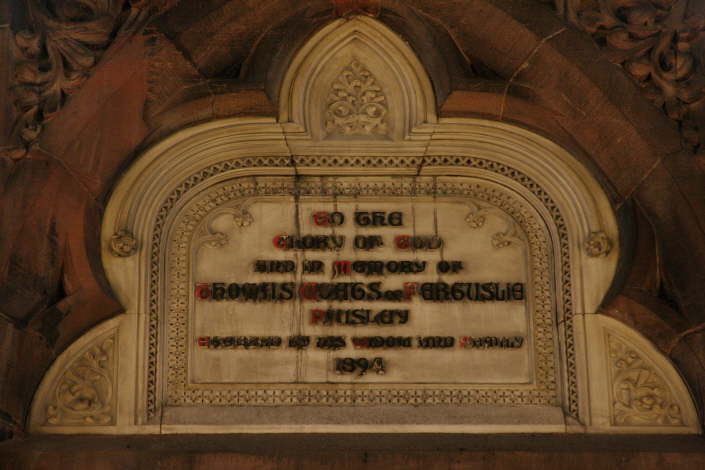 To the
Glory of God
and in Memory of
Thomas Coats of Ferguslie
Paisley
Erected by his Widow and Family
1894